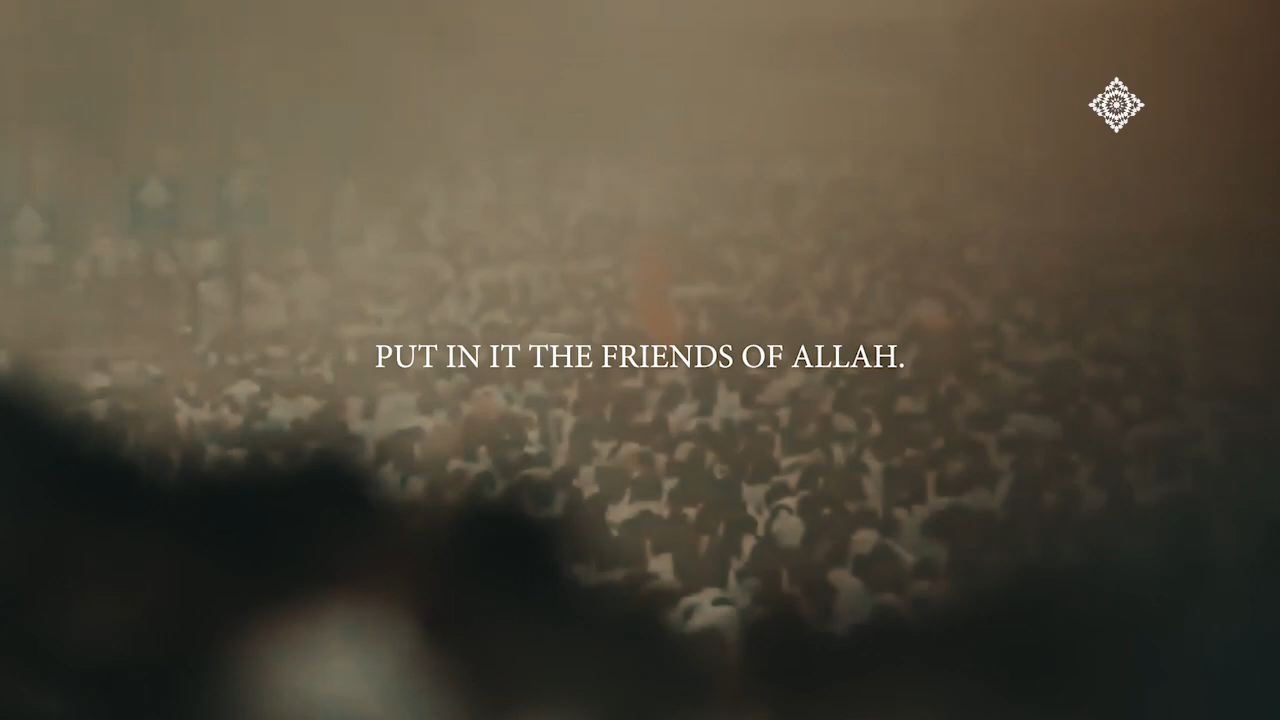 PUT IN IT THE FRIENDS OF ALLAH.